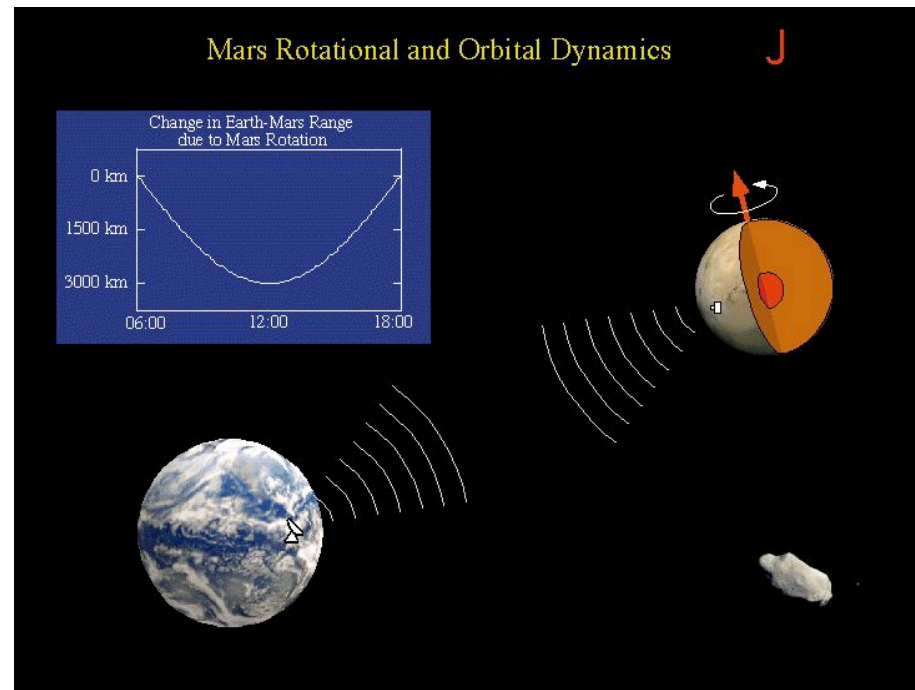 Mars Rotational and Orbital Dynamics
J
Change in Earth-Mars Range
due to Mars Rotation
0 km
1500 km
3000 km
06:00 12:00 18:00